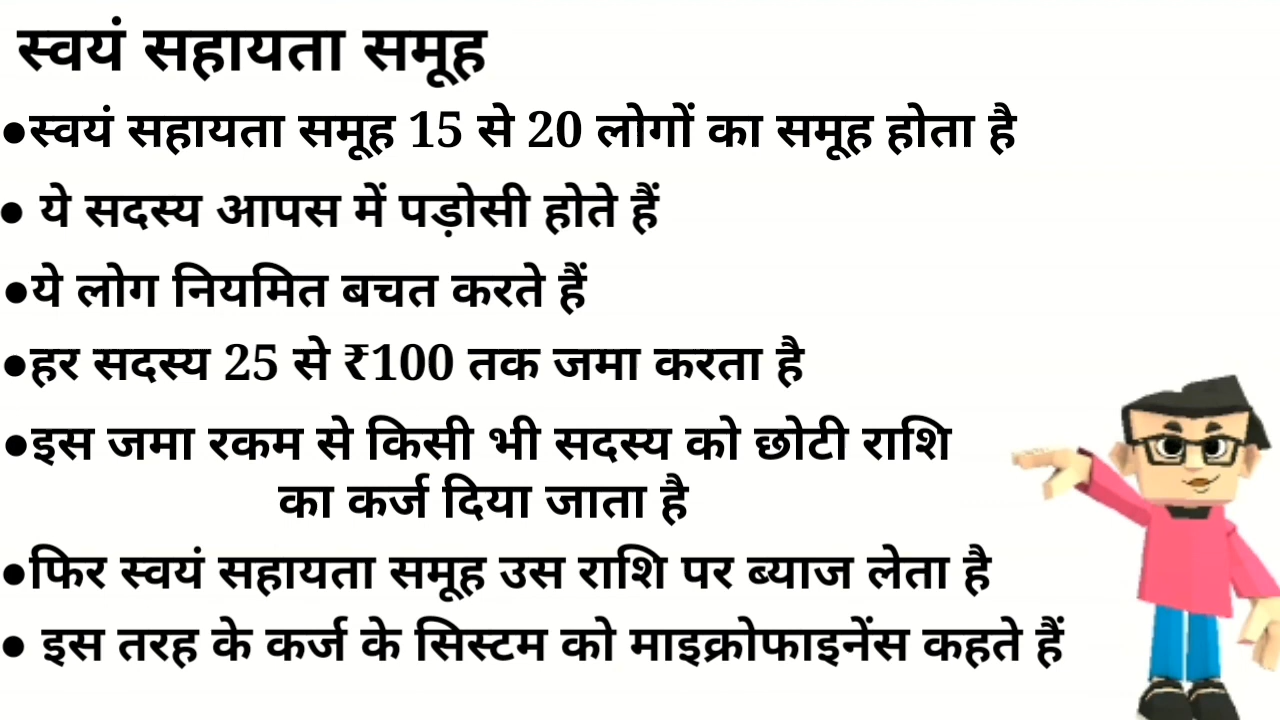 स्वयं सहायता समूह
●स्वयं सहायता समूह 15 से 20 लोगों का समूह होता है
● ये सदस्य आपस में पड़ोसी होते हैं
●ये लोग नियमित बचत करते हैं
●हर सदस्य 25 से ₹100 तक जमा करता है
●इस जमा रकम से किसी भी सदस्य को छोटी राशि
का कर्ज दिया जाता है
●फिर स्वयं सहायता समूह उस राशि पर ब्याज लेता है
● इस तरह के कर्ज के सिस्टम को माइक्रोफाइनेंस कहते हैं